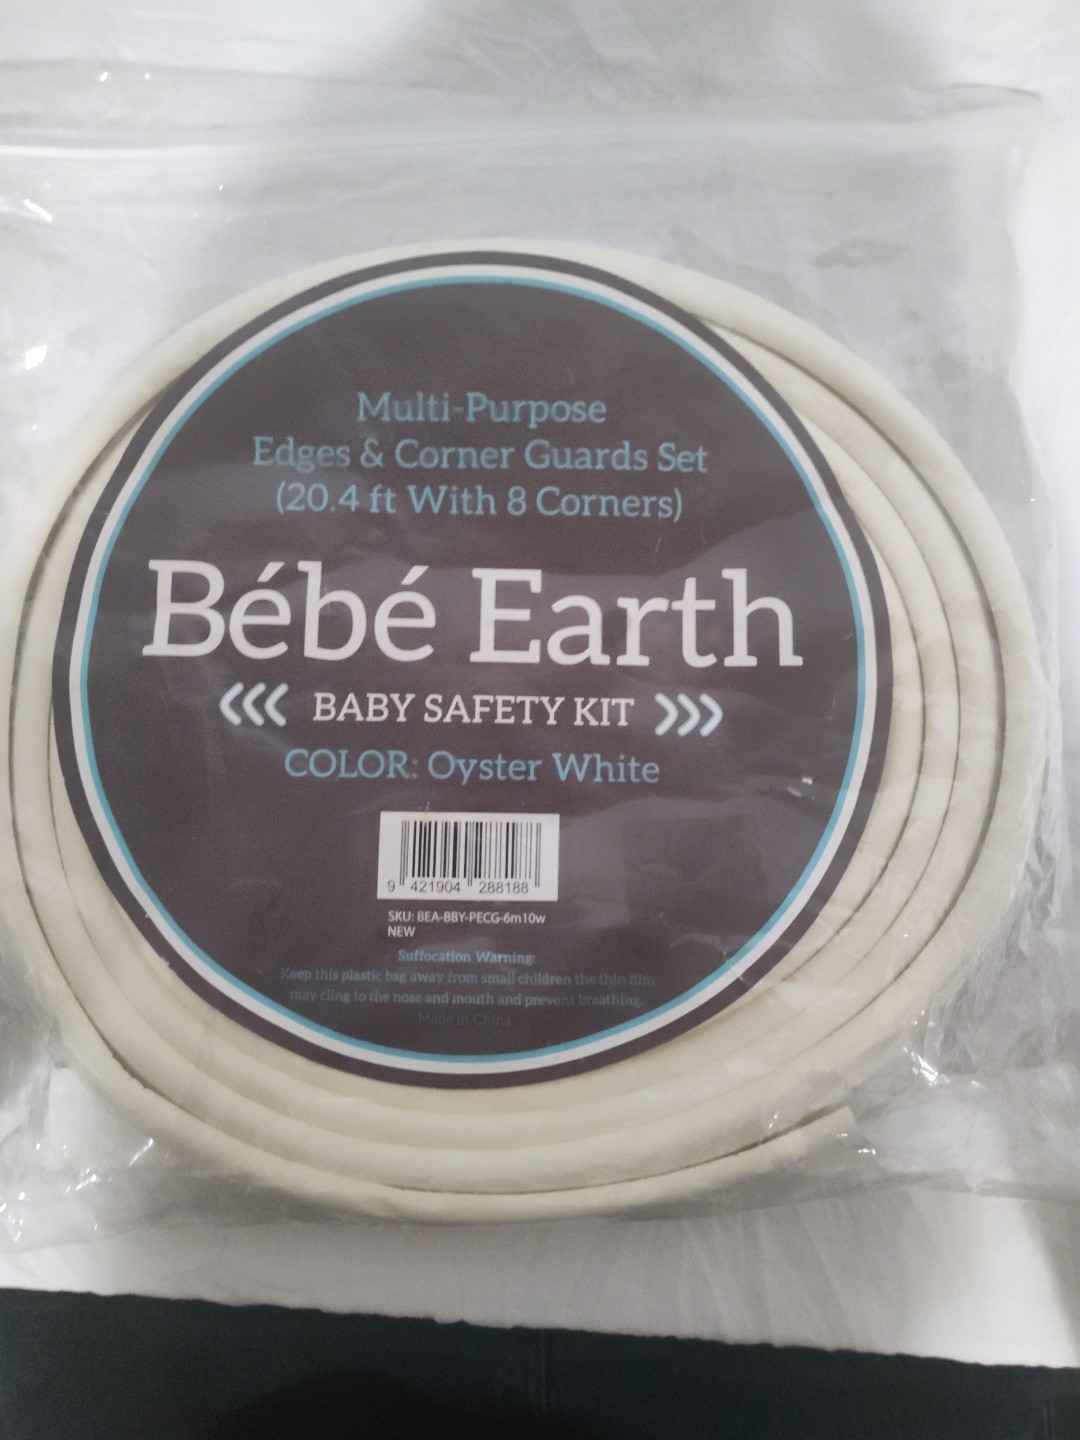 Multi-Purpose
Edges & Corner Guards Set
(20.4 ft With 8 Corners)
Bébé Earth
BABY SAFETY KIT
COLOR: Oyster White
9 421904 288188
SKU: BEA-BBY-PECG-6m10w
NEW
Suffocation Warning:
Keep this plastic bag away from small children the thin film
may cling to the nose and mouth and prevent breathing.
Made in China